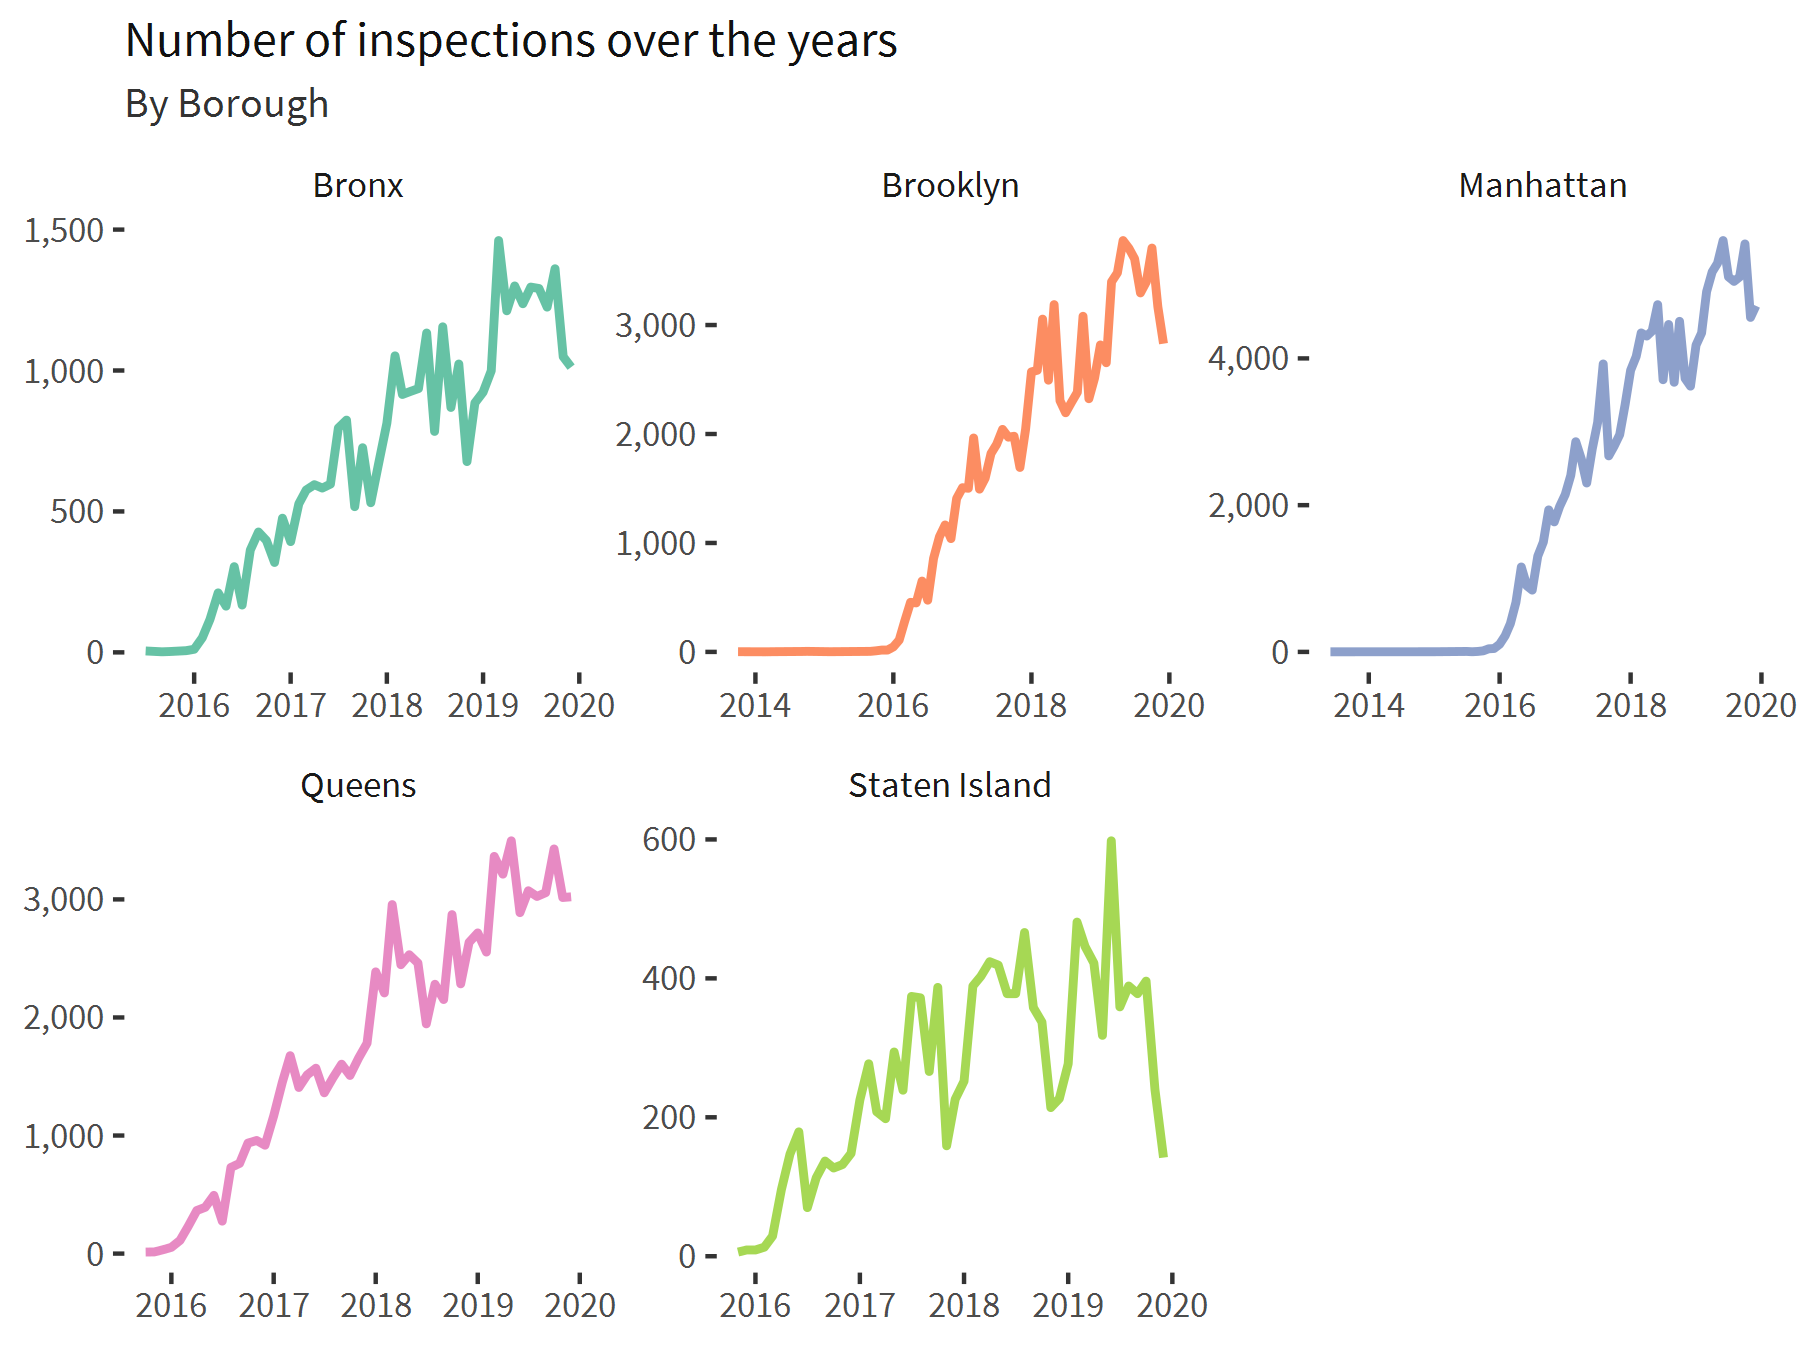 Number of inspections over the years
By Borough
Bronx
Brooklyn
Manhattan
1,500
1,000
500
0
2016 2017 2018 2019 2020
3,000
2,000
1,000
0
2014 2016 2018 2020
4,000
2,000
0
2014 2016 2018 2020
Queens
Staten Island
3,000
2,000
1,000
0
2016 2017 2018 2019 2020
600
400
200
0
2016 2017 2018 2019 2020